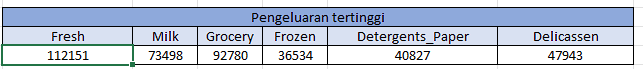 Pengeluaran tertinggi
Fresh Milk Grocery Frozen Detergents_Paper Delicassen
112151 73498 92780 36534 40827 47943